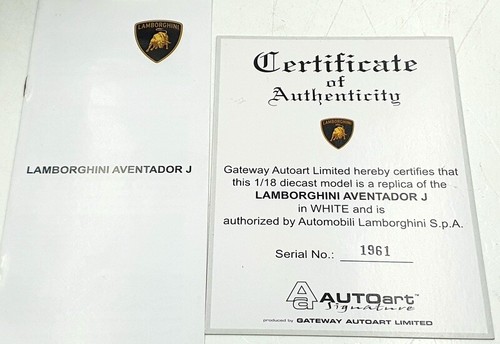 LAMBORGHINI
LAMBORGHINI AVENTADOR J
Certificate
of
Authenticity
LAMBORGHINI
Gateway Autoart Limited hereby certifies that
this 1/18 diecast model is a replica of the
LAMBORGHINI AVENTADOR J
in WHITE and is
authorized by Automobili Lamborghini S.p.A.
Serial No.: 1961
Aa AUTOart™
Signature
produced by GATEWAY AUTOART LIMITED